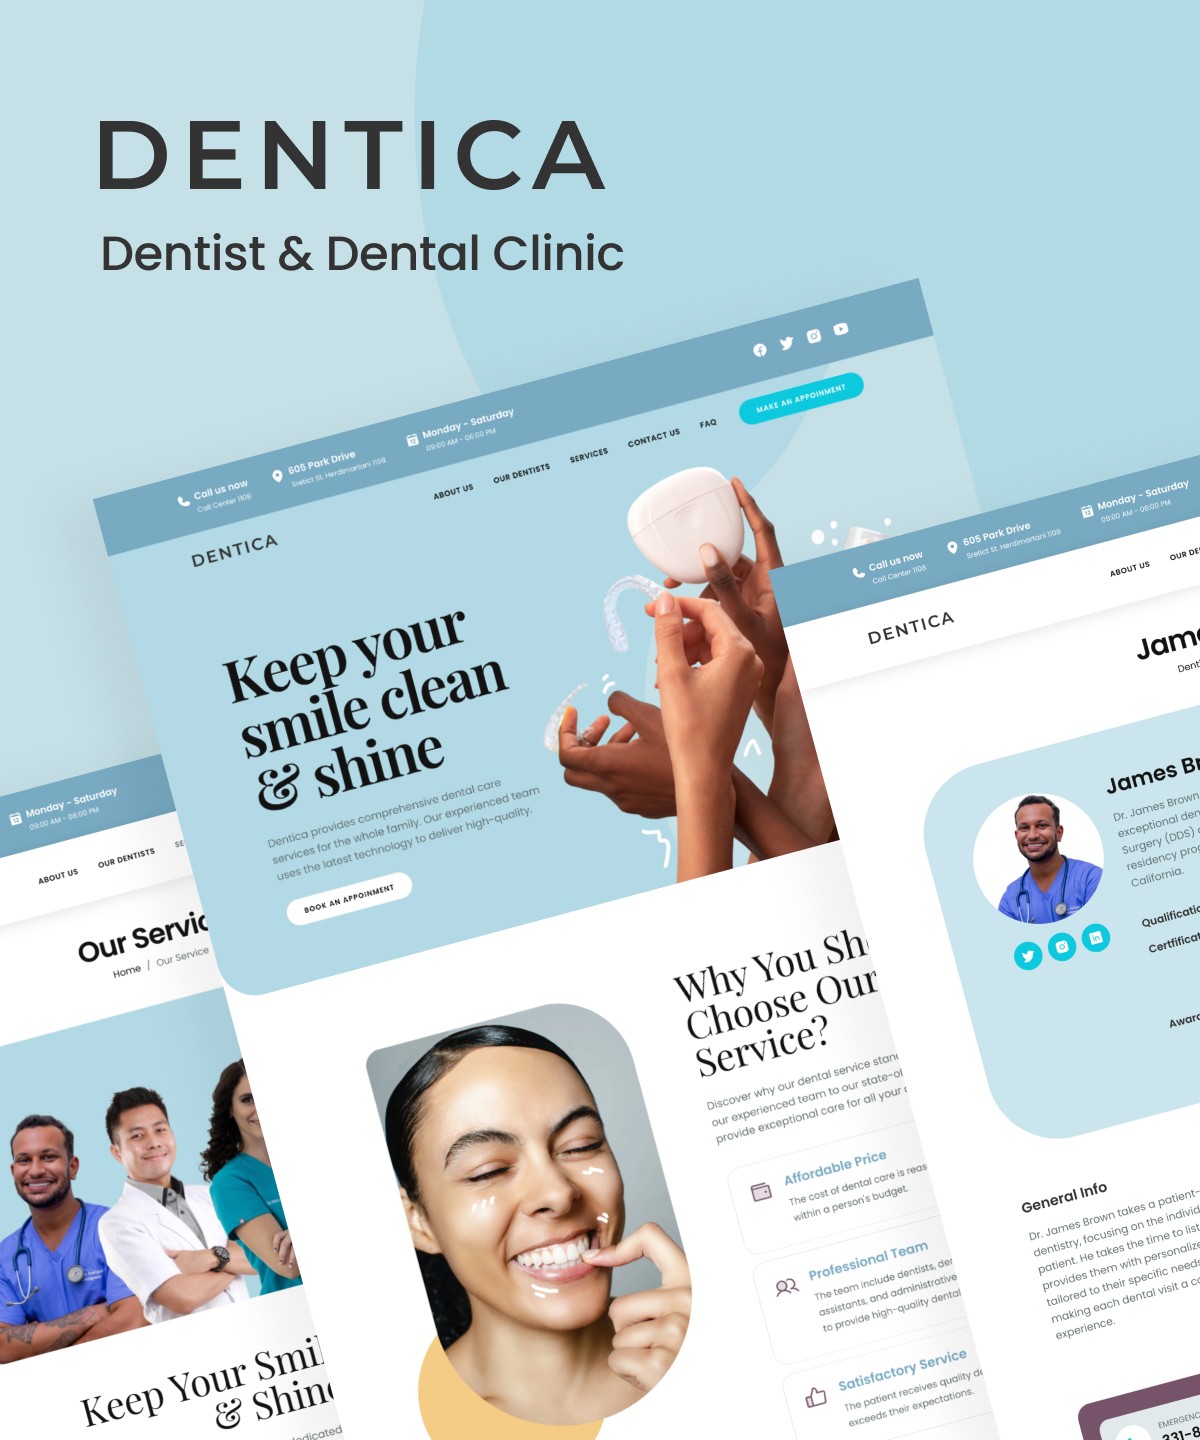 DENTICA
Dentist & Dental Clinic
Call us now
Call Center 1108
605 Park Drive
Sretict St. Herdimartani 1108
Monday - Saturday
09:00 AM - 06:00 PM
DENTICA
ABOUT US
OUR DENTISTS
SERVICES
CONTACT US
FAQ
MAKE AN APPOINMENT
Keep your
smile clean
& shine
Dentica provides comprehensive dental care
services for the whole family. Our experienced team
uses the latest technology to deliver high-quality.
BOOK AN APPOINMENT
Why You Sh
Choose Our
Service?
Discover why our dental service stan
our experienced team to our state-of
provide exceptional care for all your
Affordable Price
The cost of dental care is reas
within a person's budget.
Professional Team
The team include dentists, den
assistants, and administrative
to provide high-quality dental
Satisfactory Service
The patient receives quality de
exceeds their expectations.
Monday - Saturday
09:00 AM - 06:00 PM
ABOUT US
OUR DENTISTS
SE
Our Servic
Home / Our Service
Keep Your Smil
& Shine
dedicated
Call us now
Call Center 1108
605 Park Drive
Sretict St. Herdimartani 1108
Monday - Saturday
09:00 AM - 06:00 PM
DENTICA
ABOUT US
OUR DE
Jame
Denti
James Br
Dr. James Brown
exceptional den
Surgery (DDS)
residency prog
California.
Qualificatio
Certfificat
Award
General Info
Dr. James Brown takes a patient-
dentistry, focusing on the individ
patient. He takes the time to list
provides them with personalize
tailored to their specific needs
making each dental visit a co
experience.
EMERGENC
331-8